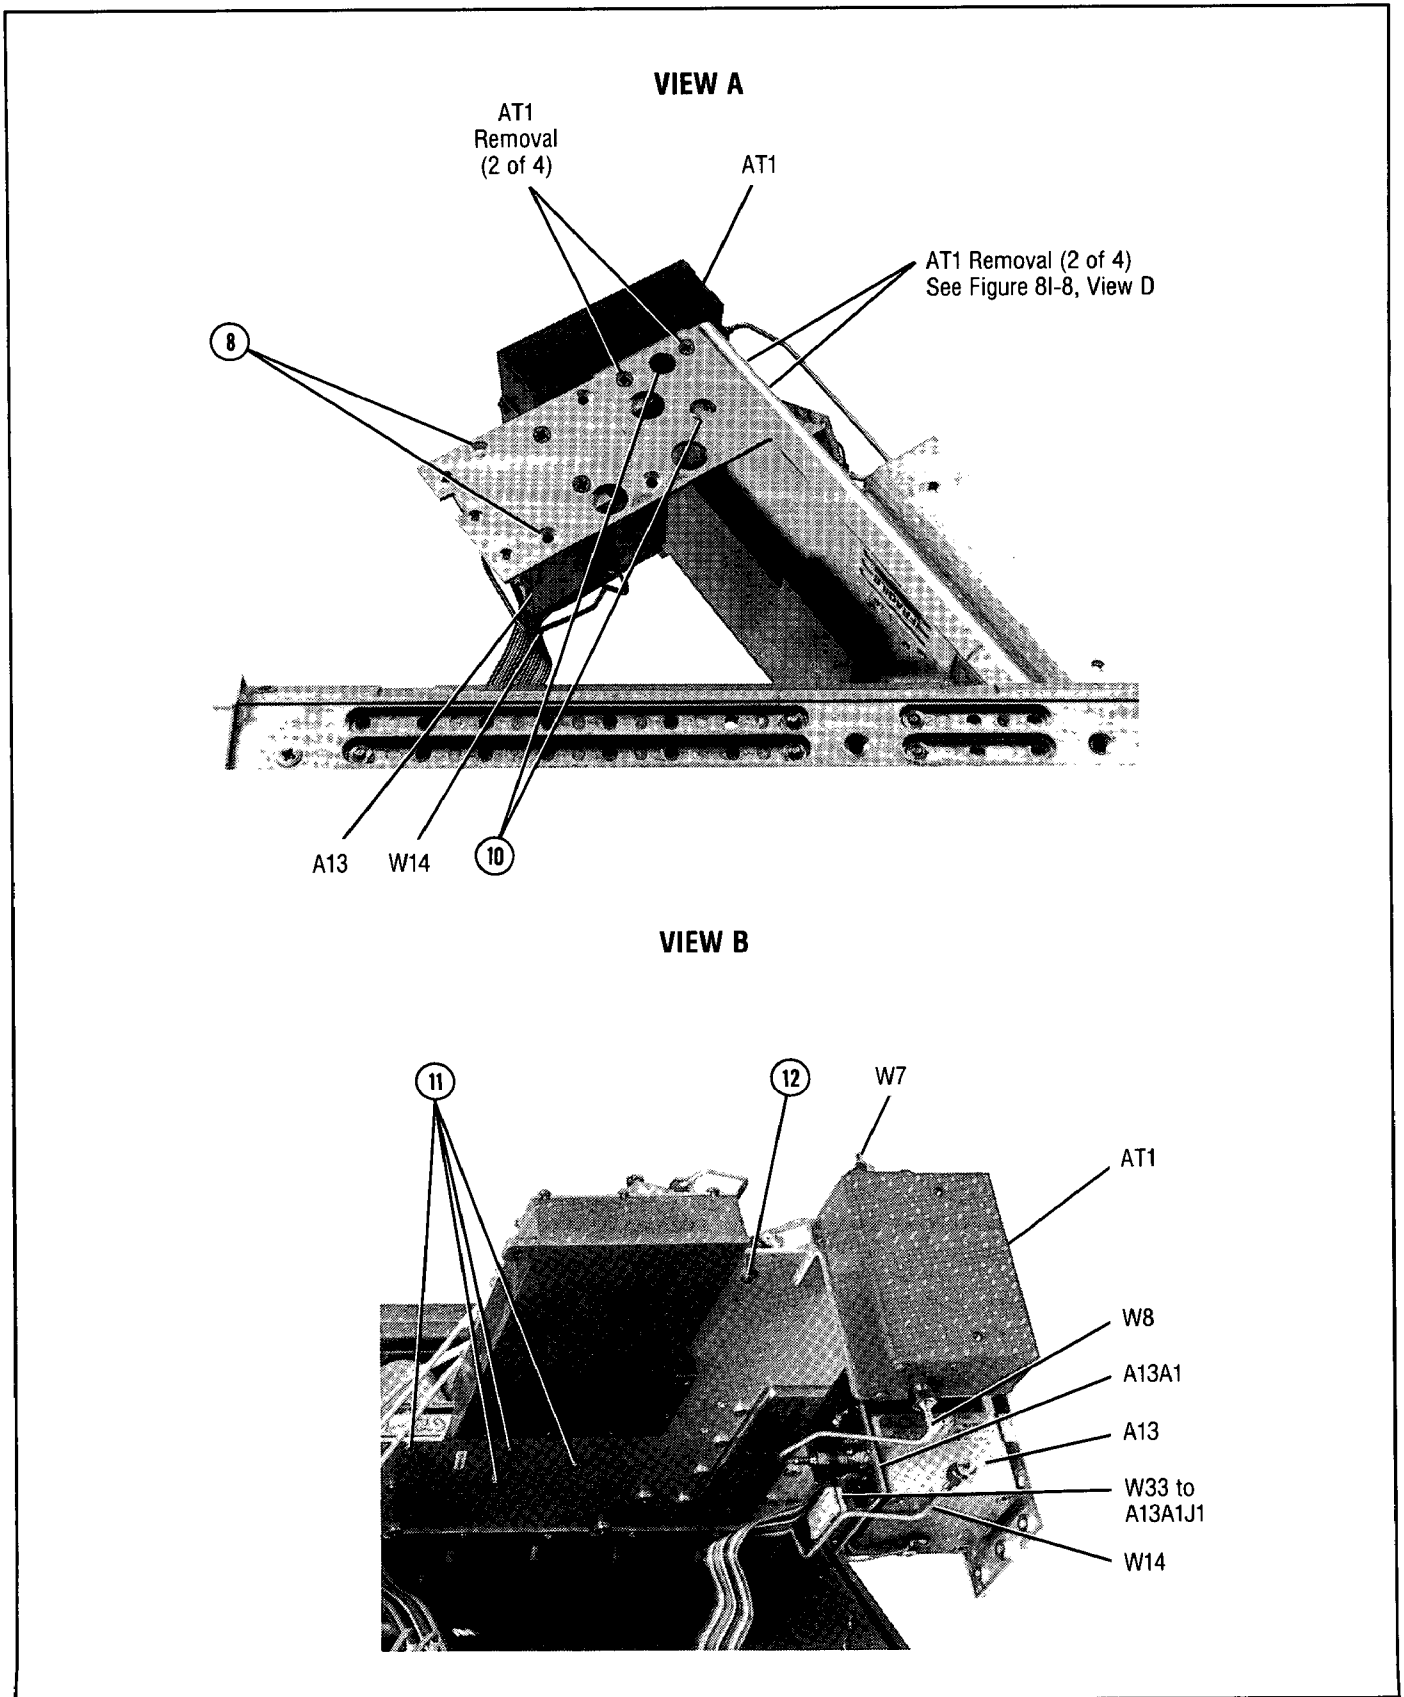 VIEW A
AT1
Removal
(2 of 4)
AT1
AT1 Removal (2 of 4)
See Figure 8I-8, View D
8
A13
W14
10
VIEW B
11
12
W7
AT1
W8
A13A1
A13
W33 to
A13A1J1
W14